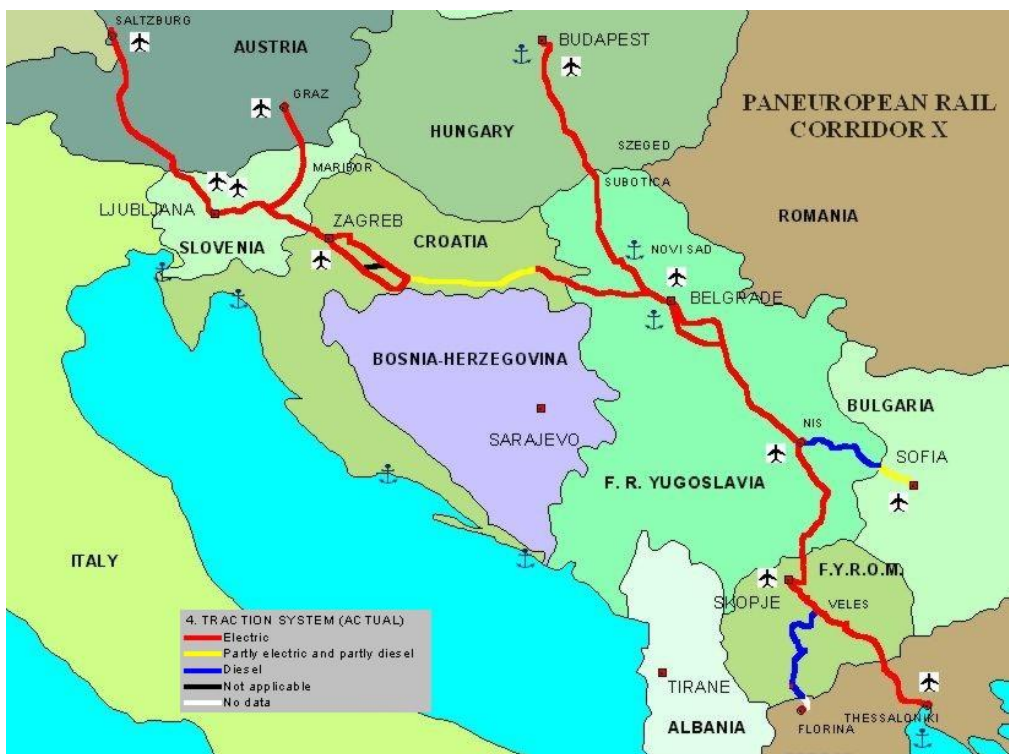 SALTZBURG
AUSTRIA
BUDAPEST
GRAZ
PANEUROPEAN RAIL
CORRIDOR X
HUNGARY
SZEGED
MARIBOR
SUBOTICA
LJUBLJANA
ROMANIA
ZAGREB
SLOVENIA
CROATIA
NOVI SAD
BELGRADE
BOSNIA-HERZEGOVINA
BULGARIA
SARAJEVO
NIS
SOFIA
F. R. YUGOSLAVIA
ITALY
F.Y.R.O.M.
SKOPJE
VELES
4. TRACTION SYSTEM (ACTUAL)
Electric
Partly electric and partly diesel
Diesel
Not applicable
No data
TIRANE
ALBANIA
FLORINA
THESSALONIKI